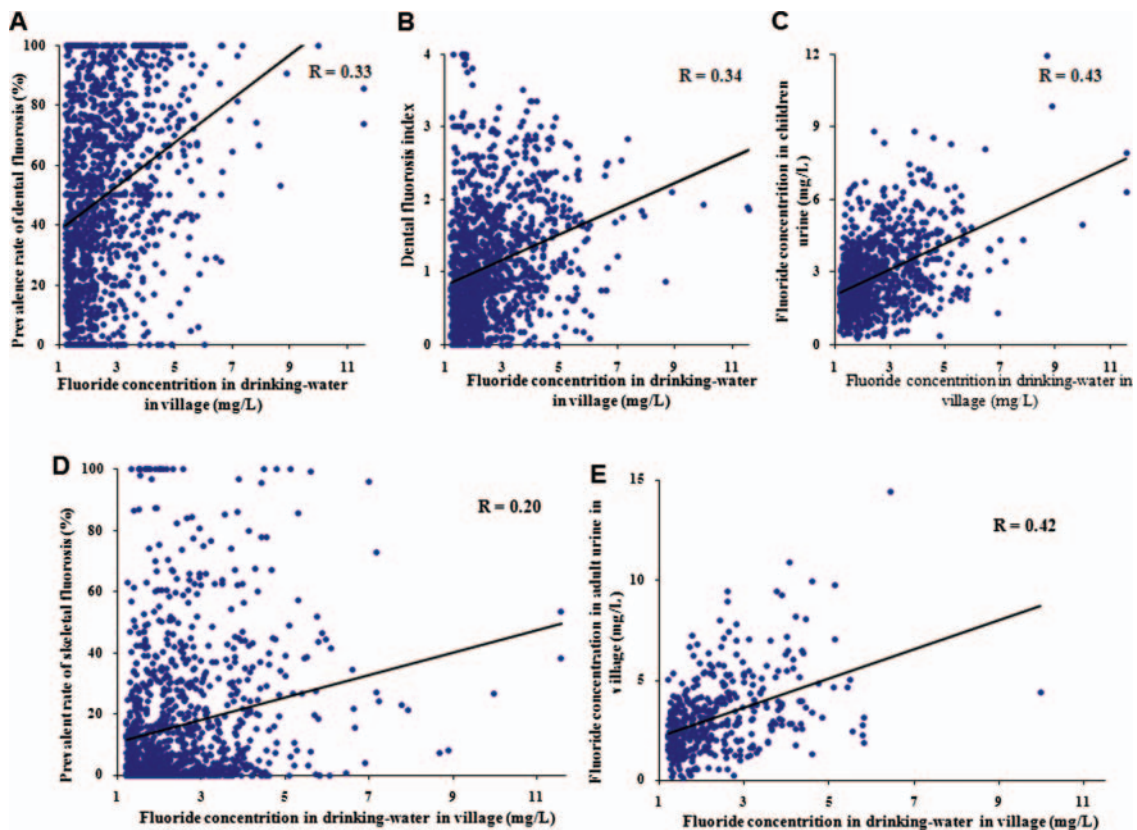 A
Prevalence rate of dental fluorosis (%)
100
80
60
40
20
0
R = 0.33
1 3 5 7 9 11
Fluoride concentrition in drinking-water
in village (mg/L)
B
Dental fluorosis index
4
3
2
1
0
R = 0.34
1 3 5 7 9 11
Fluoride concentrition in drinking-water
in village (mg/L)
C
Fluoride concentrition in children
urine (mg/L)
12
9
6
3
0
R = 0.43
1 3 5 7 9 11
Fluoride concentrition in drinking-water in
village (mg/L)
D
Prevalent rate of skeletal fluorosis (%)
100
80
60
40
20
0
R = 0.20
1 3 5 7 9 11
Fluoride concentrition in drinking-water in village (mg/L)
E
Fluoride concentration in adult urine in
village (mg/L)
15
10
5
0
R = 0.42
1 3 5 7 9 11
Fluoride concentrition in drinking-water in village (mg/L)